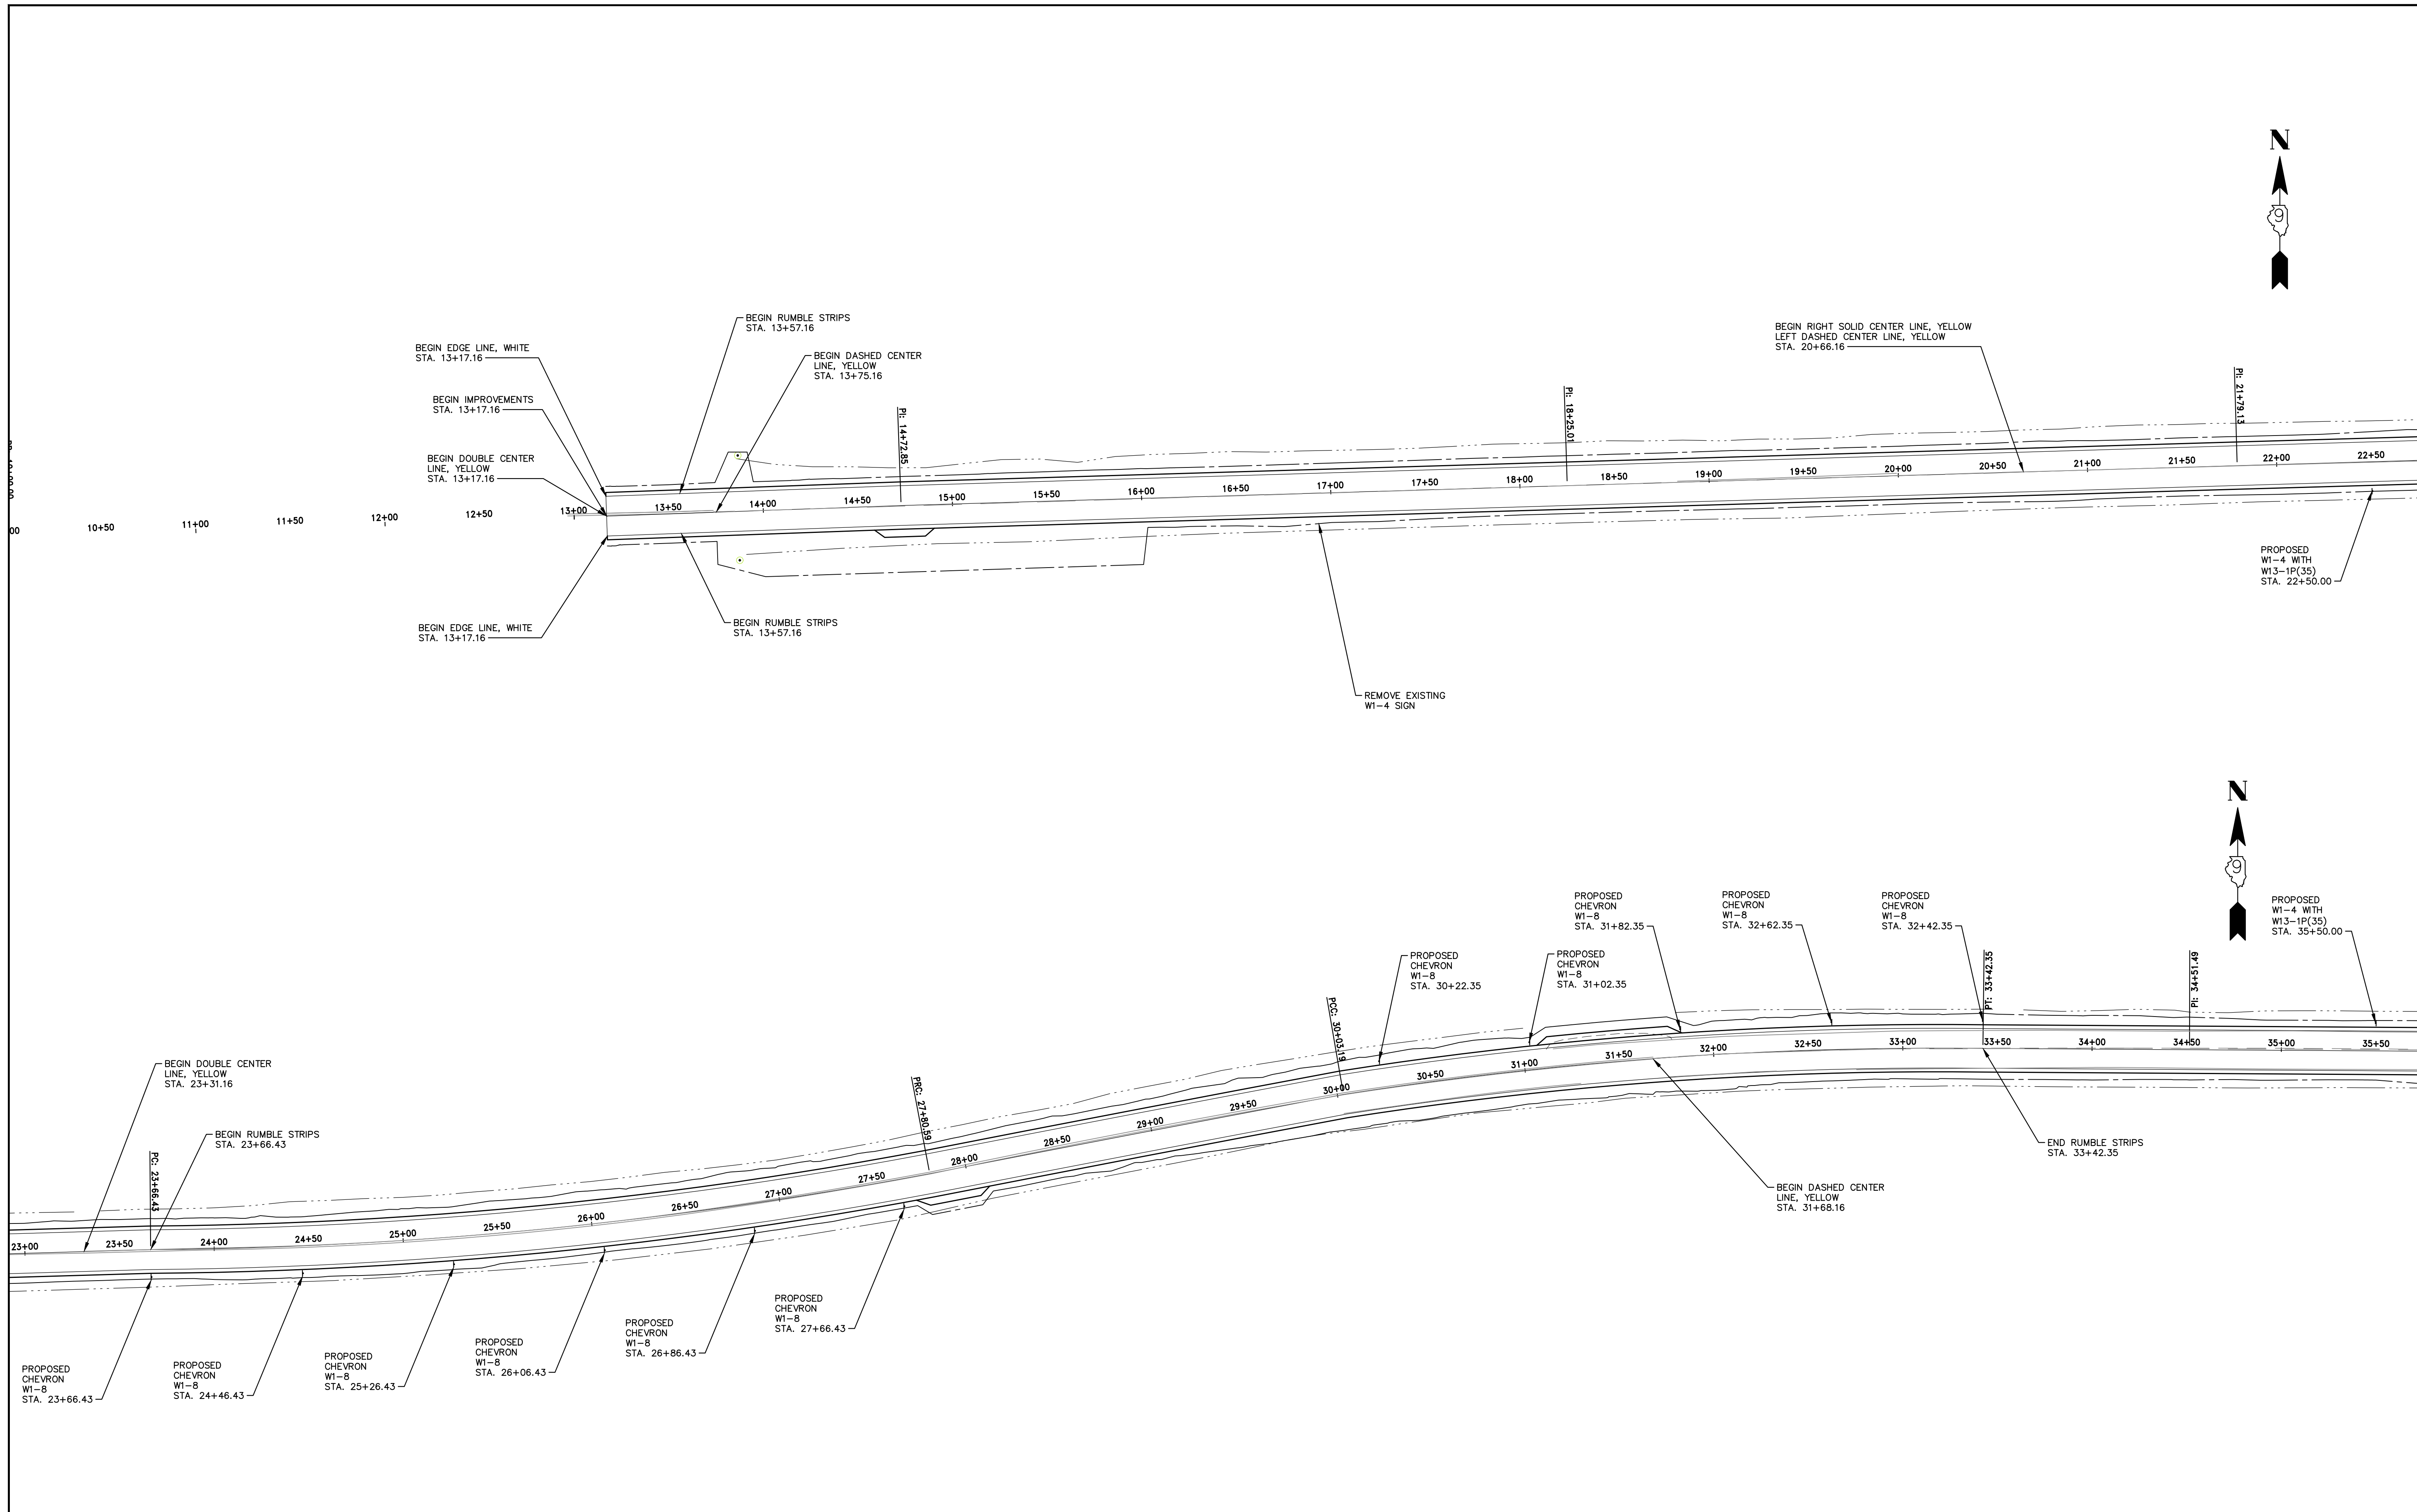 N
9
BEGIN RUMBLE STRIPS
STA. 13+57.16
BEGIN EDGE LINE, WHITE
STA. 13+17.16
BEGIN DASHED CENTER
LINE, YELLOW
STA. 13+75.16
BEGIN IMPROVEMENTS
STA. 13+17.16
BEGIN DOUBLE CENTER
LINE, YELLOW
STA. 13+17.16
BEGIN RIGHT SOLID CENTER LINE, YELLOW
LEFT DASHED CENTER LINE, YELLOW
STA. 20+66.16
PI: 14+72.85
PI: 18+25.01
PI: 21+79.13
00 10+50 11+00 11+50 12+00 12+50 13+00 13+50 14+00 14+50 15+00 15+50 16+00 16+50 17+00 17+50 18+00 18+50 19+00 19+50 20+00 20+50 21+00 21+50 22+00 22+50
PROPOSED
W1-4 WITH
W13-1P(35)
STA. 22+50.00
BEGIN EDGE LINE, WHITE
STA. 13+17.16
BEGIN RUMBLE STRIPS
STA. 13+57.16
REMOVE EXISTING
W1-4 SIGN
N
9
PROPOSED
CHEVRON
W1-8
STA. 30+22.35
PROPOSED
CHEVRON
W1-8
STA. 31+02.35
PROPOSED
CHEVRON
W1-8
STA. 31+82.35
PROPOSED
CHEVRON
W1-8
STA. 32+62.35
PROPOSED
CHEVRON
W1-8
STA. 32+42.35
PROPOSED
W1-4 WITH
W13-1P(35)
STA. 35+50.00
BEGIN DOUBLE CENTER
LINE, YELLOW
STA. 23+31.16
BEGIN RUMBLE STRIPS
STA. 23+66.43
PC: 23+66.43
PRC: 27+80.59
PCC: 30+03.19
PT: 33+42.35
PI: 34+51.49
23+00 23+50 24+00 24+50 25+00 25+50 26+00 26+50 27+00 27+50 28+00 28+50 29+00 29+50 30+00 30+50 31+00 31+50 32+00 32+50 33+00 33+50 34+00 34+50 35+00 35+50
END RUMBLE STRIPS
STA. 33+42.35
BEGIN DASHED CENTER
LINE, YELLOW
STA. 31+68.16
PROPOSED
CHEVRON
W1-8
STA. 23+66.43
PROPOSED
CHEVRON
W1-8
STA. 24+46.43
PROPOSED
CHEVRON
W1-8
STA. 25+26.43
PROPOSED
CHEVRON
W1-8
STA. 26+06.43
PROPOSED
CHEVRON
W1-8
STA. 26+86.43
PROPOSED
CHEVRON
W1-8
STA. 27+66.43